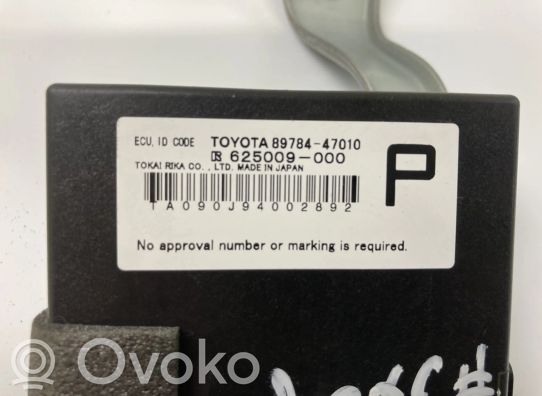 ECU, ID CODE TOYOTA 89784-47010
625009-000
TOKAI RIKA CO., LTD. MADE IN JAPAN
P
TA090J94002892
No approval number or marking is required.
Ovoko